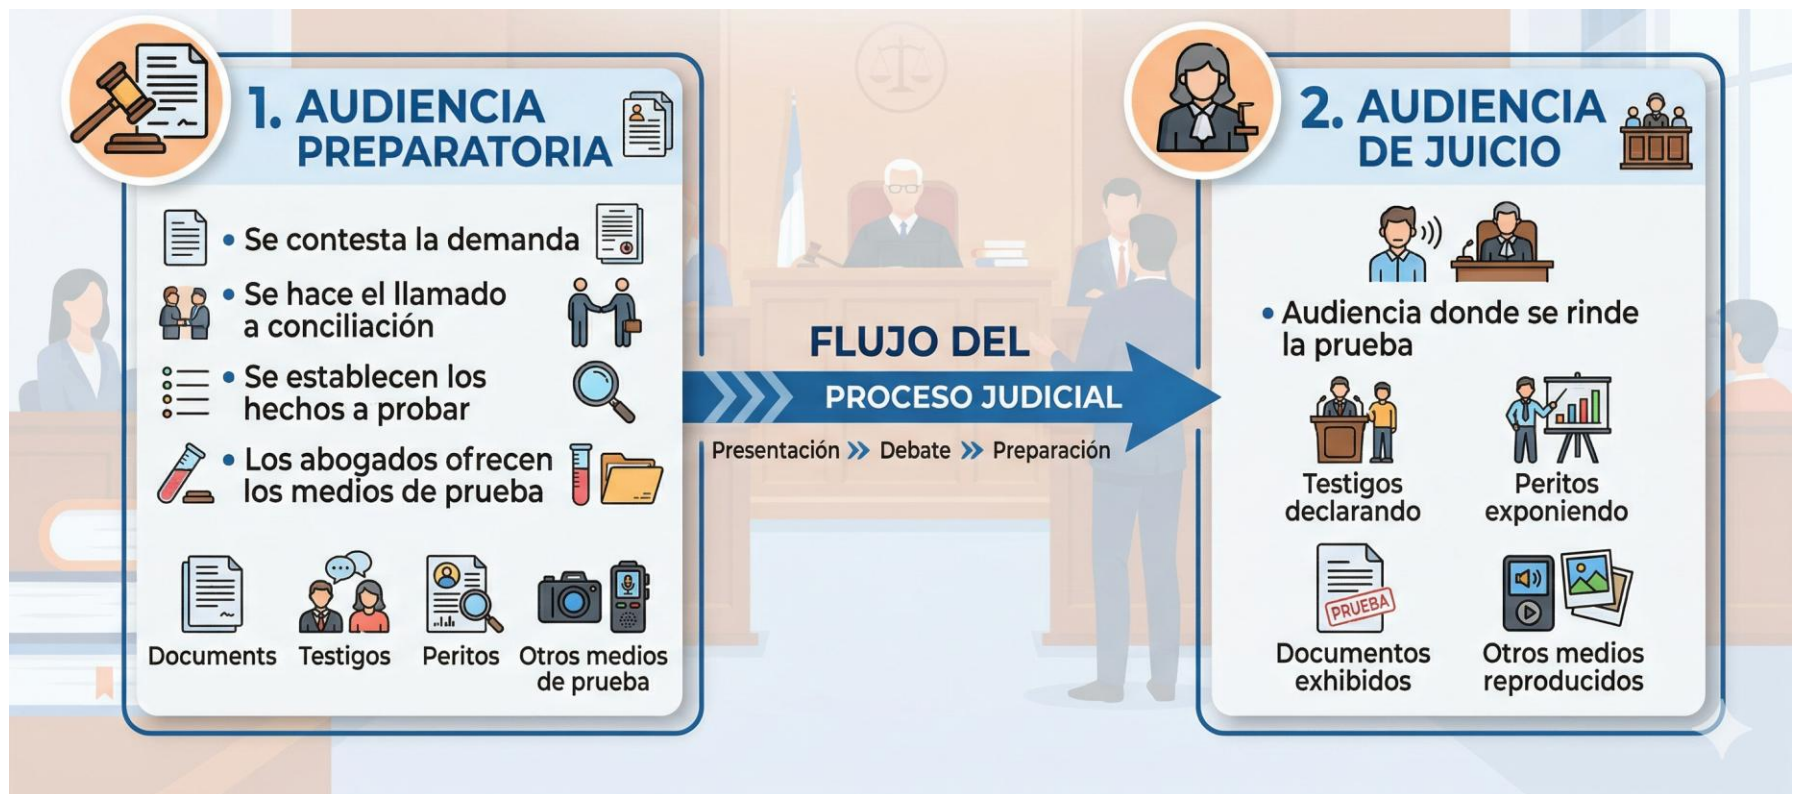 1. AUDIENCIA
PREPARATORIA
• Se contesta la demanda
• Se hace el llamado
a conciliación
• Se establecen los
hechos a probar
• Los abogados ofrecen
los medios de prueba
Documents
Testigos
Peritos
Otros medios
de prueba
FLUJO DEL
PROCESO JUDICIAL
Presentación » Debate » Preparación
2. AUDIENCIA
DE JUICIO
• Audiencia donde se rinde
la prueba
Testigos
declarando
Peritos
exponiendo
PRUEBA
Documentos
exhibidos
Otros medios
reproducidos